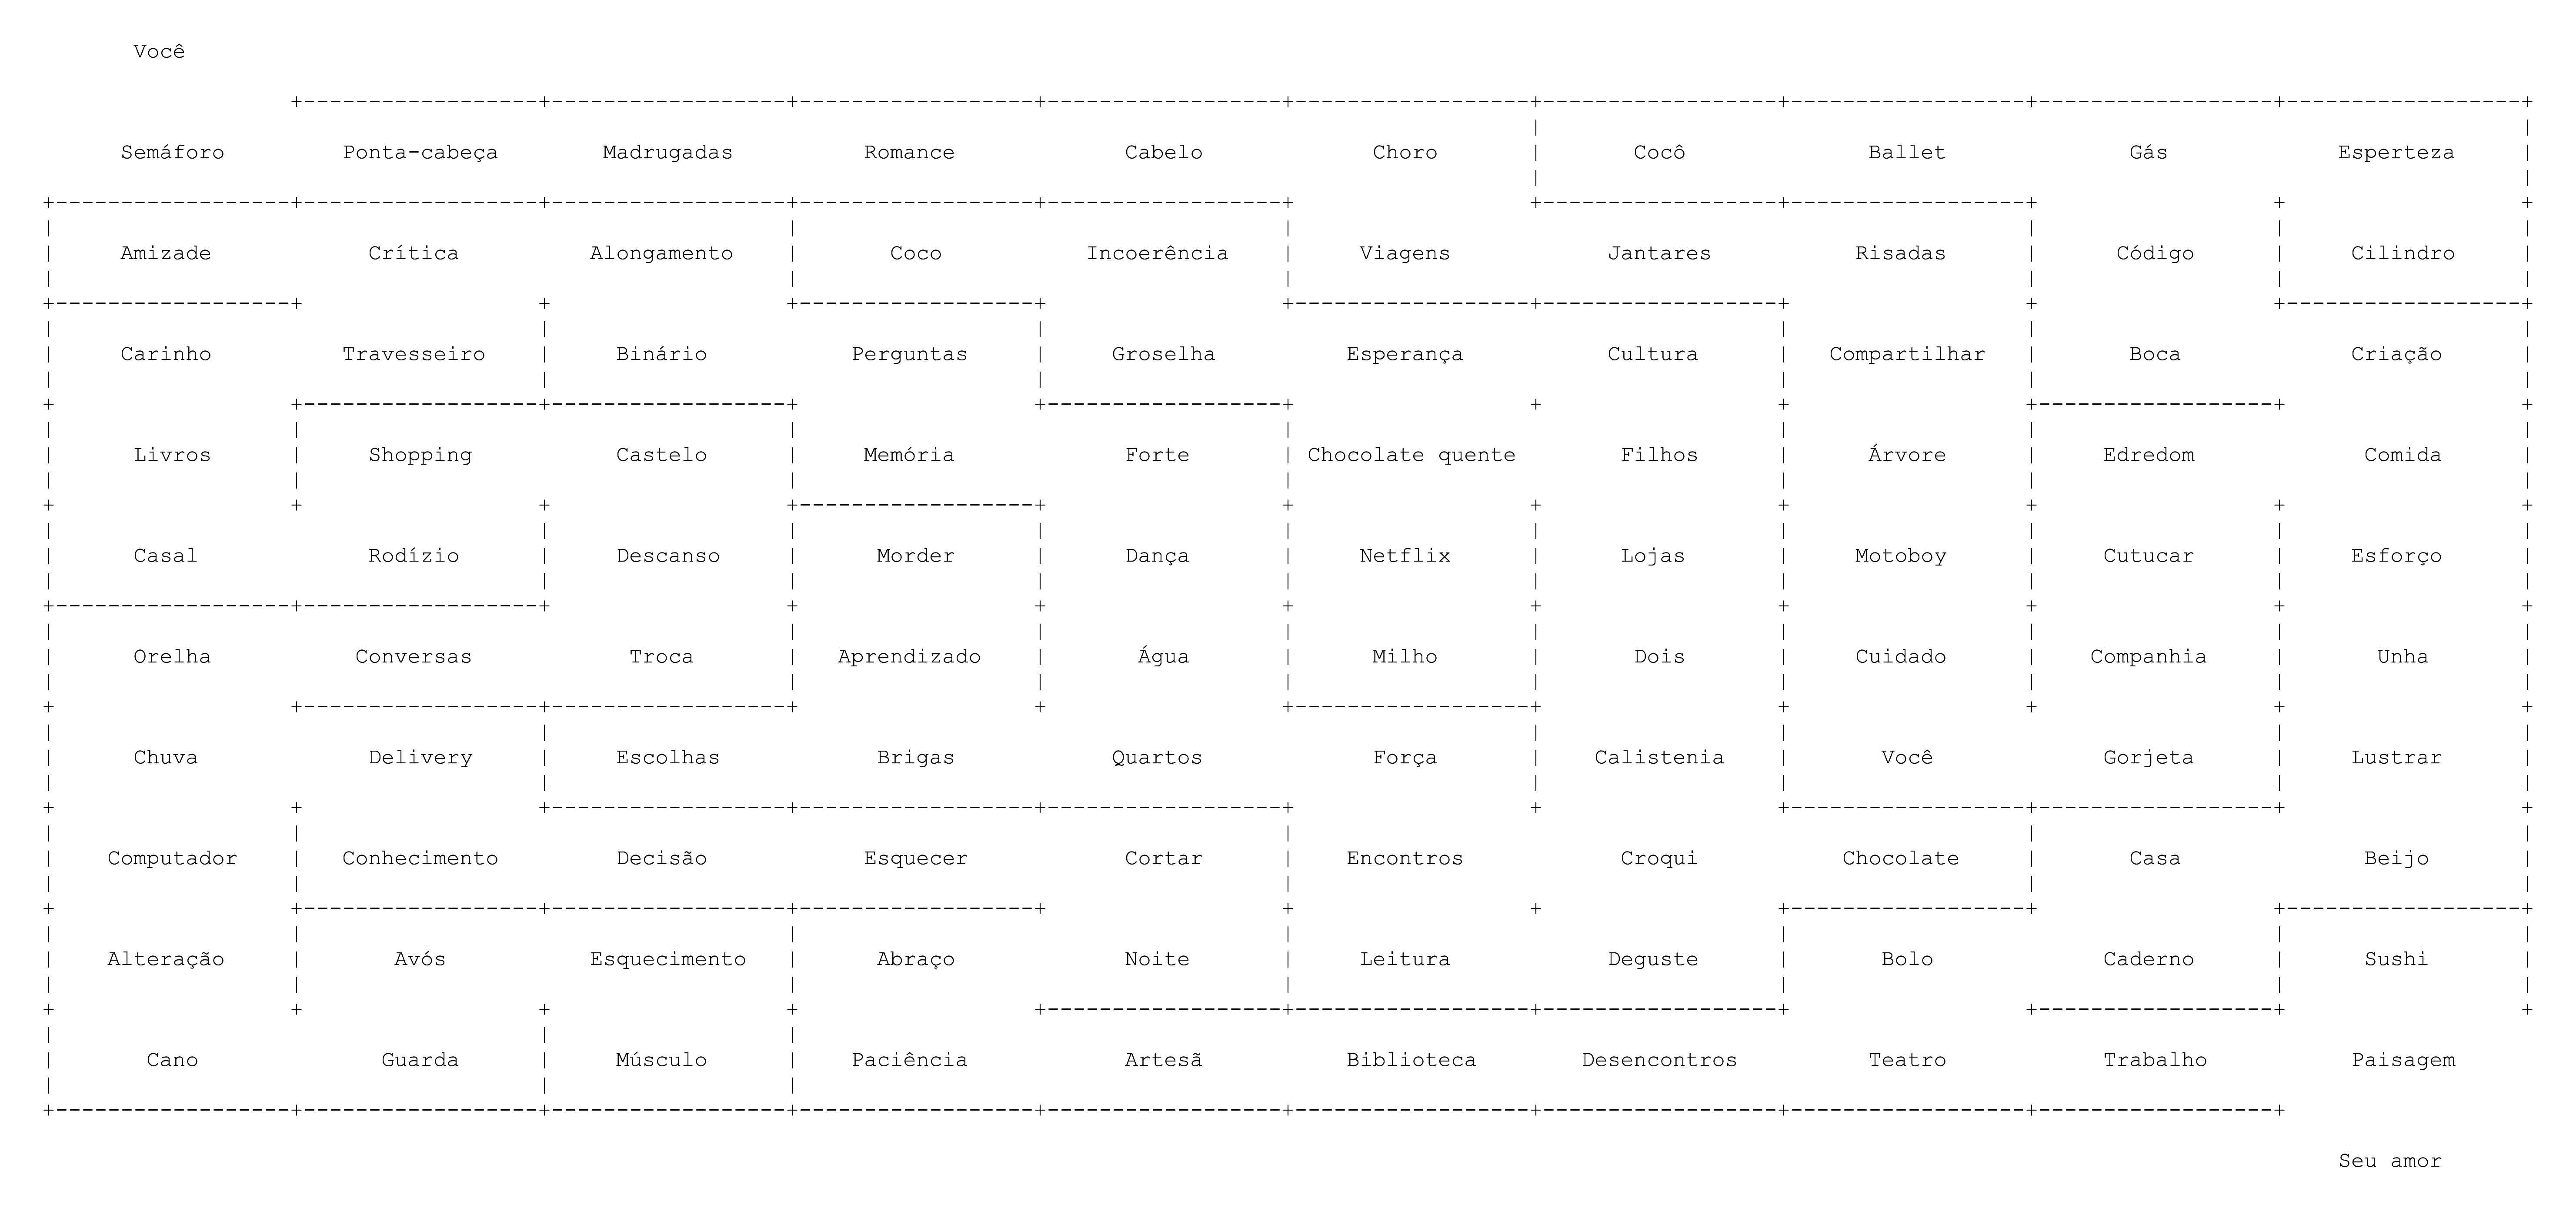 Você
Semáforo Ponta-cabeça Madrugadas Romance Cabelo Choro Cocô Ballet Gás Esperteza
Amizade Crítica Alongamento Coco Incoerência Viagens Jantares Risadas Código Cilindro
Carinho Travesseiro Binário Perguntas Groselha Esperança Cultura Compartilhar Boca Criação
Livros Shopping Castelo Memória Forte Chocolate quente Filhos Árvore Edredom Comida
Casal Rodízio Descanso Morder Dança Netflix Lojas Motoboy Cutucar Esforço
Orelha Conversas Troca Aprendizado Água Milho Dois Cuidado Companhia Unha
Chuva Delivery Escolhas Brigas Quartos Força Calistenia Você Gorjeta Lustrar
Computador Conhecimento Decisão Esquecer Cortar Encontros Croqui Chocolate Casa Beijo
Alteração Avós Esquecimento Abraço Noite Leitura Deguste Bolo Caderno Sushi
Cano Guarda Músculo Paciência Artesã Biblioteca Desencontros Teatro Trabalho Paisagem
Seu amor